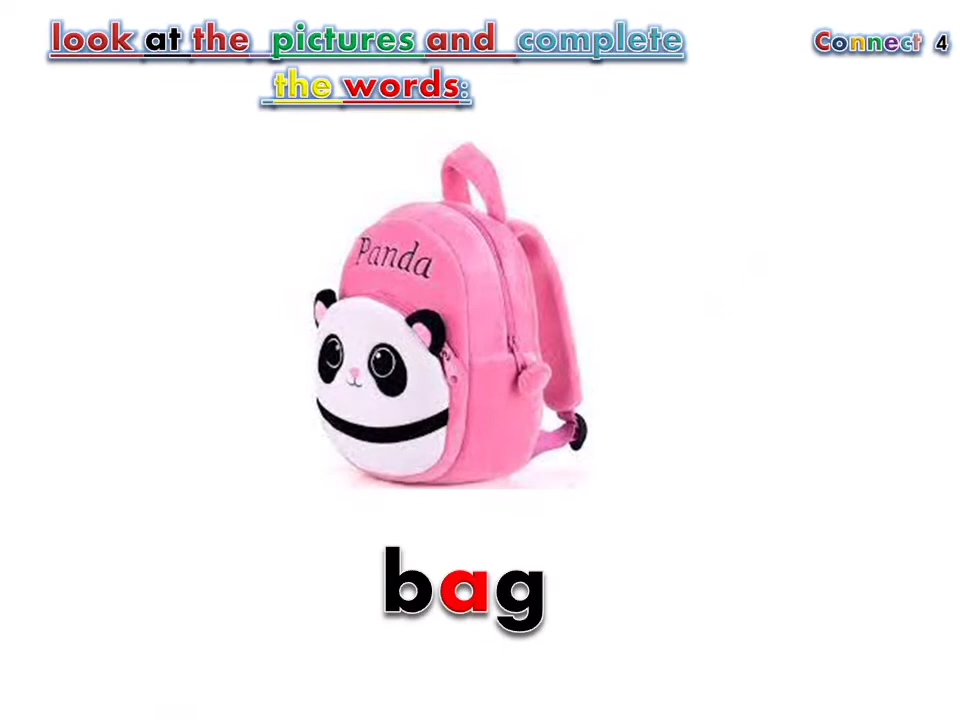 look at the pictures and complete
the words:
Connect 4
Panda
bag